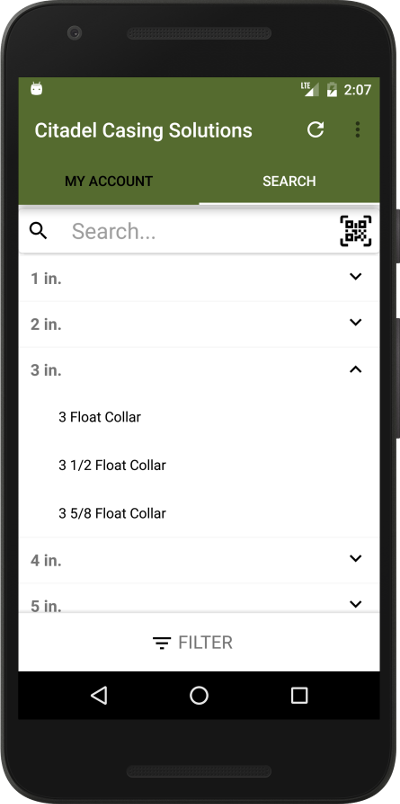 LTE 2:07
Citadel Casing Solutions
MY ACCOUNT SEARCH
Search...
1 in.
2 in.
3 in.
3 Float Collar
3 1/2 Float Collar
3 5/8 Float Collar
4 in.
5 in.
FILTER